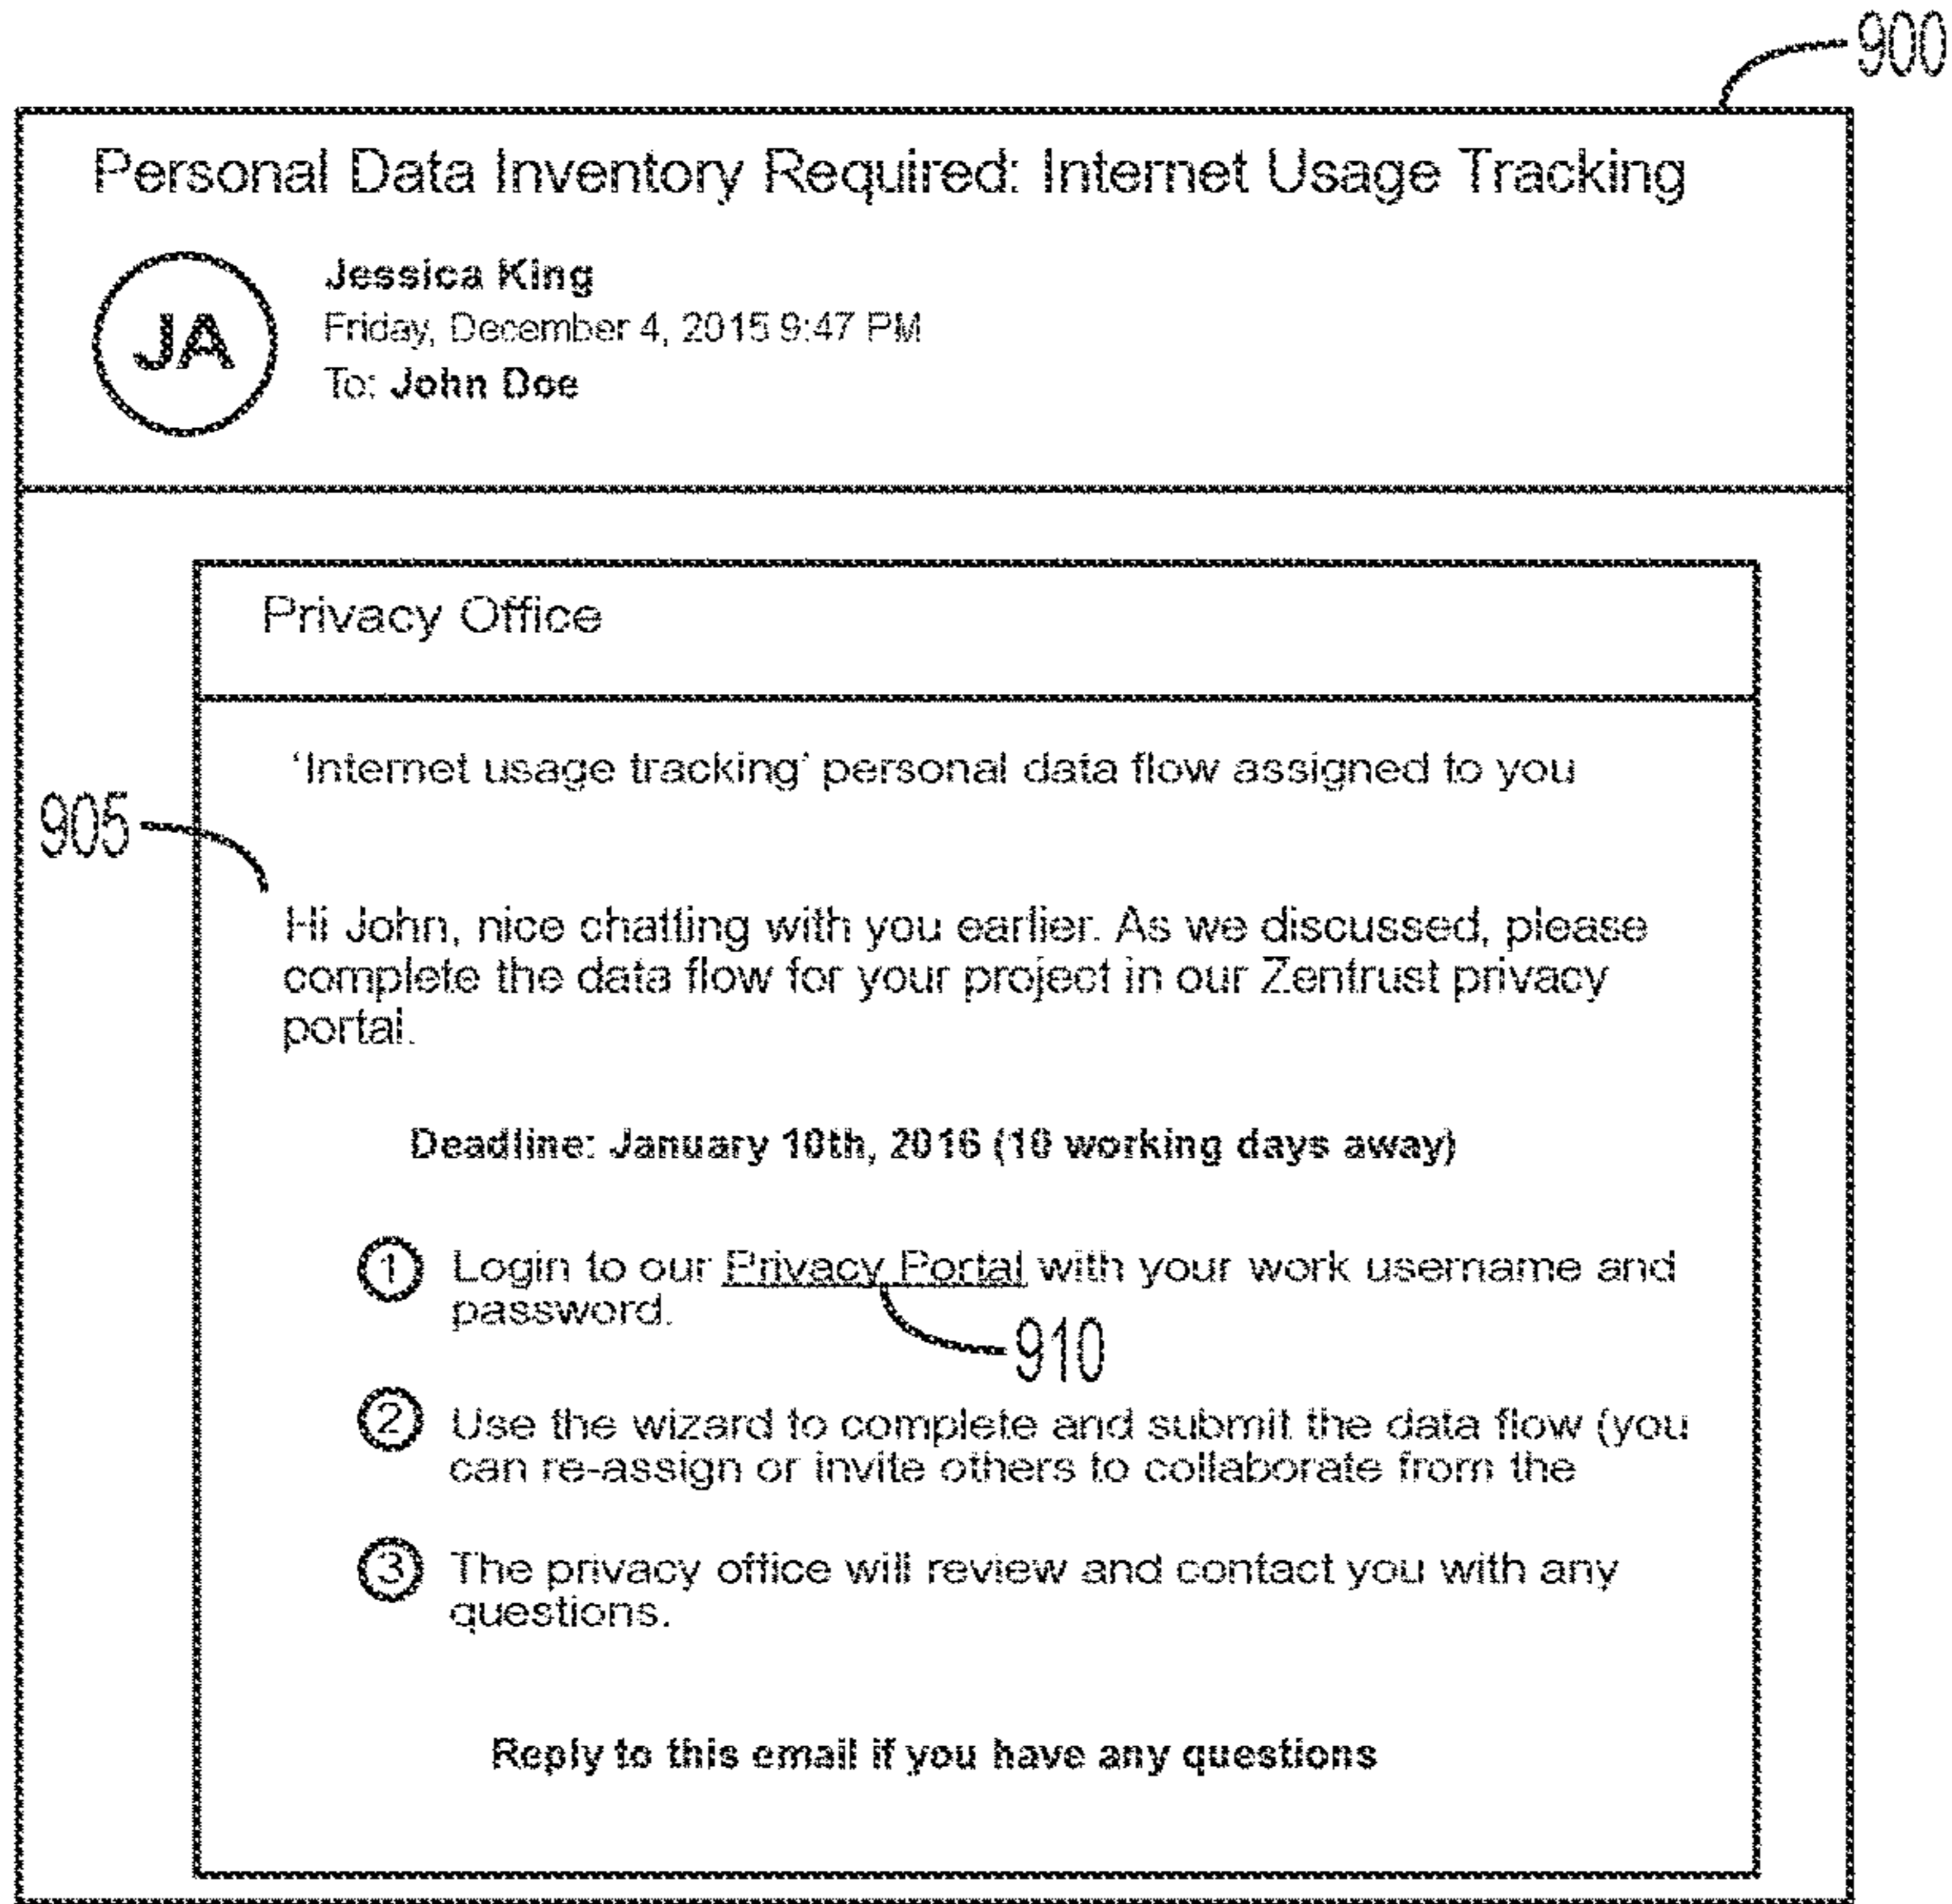 900
Personal Data Inventory Required: Internet Usage Tracking
JA
Jessica King
Friday, December 4, 2015 9:47 PM
To: John Doe
Privacy Office
‘Internet usage tracking’ personal data flow assigned to you
905
Hi John, nice chatting with you earlier. As we discussed, please
complete the data flow for your project in our Zentrust privacy
portal.
Deadline: January 10th, 2016 (10 working days away)
1 Login to our Privacy Portal with your work username and
password.
910
2 Use the wizard to complete and submit the data flow (you
can re-assign or invite others to collaborate from the
3 The privacy office will review and contact you with any
questions.
Reply to this email if you have any questions